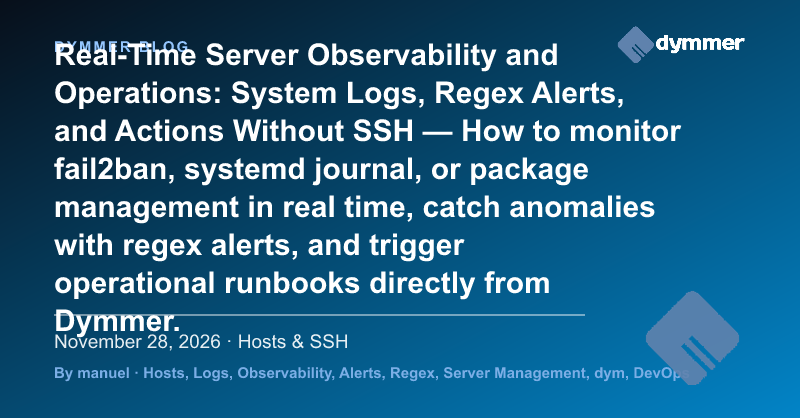 DYMMER BLOG
dymmer
Real-Time Server Observability and
Operations: System Logs, Regex Alerts,
and Actions Without SSH — How to monitor
fail2ban, systemd journal, or package
management in real time, catch anomalies
with regex alerts, and trigger
operational runbooks directly from
Dymmer.
November 28, 2026 · Hosts & SSH
By manuel · Hosts, Logs, Observability, Alerts, Regex, Server Management, dym, DevOps